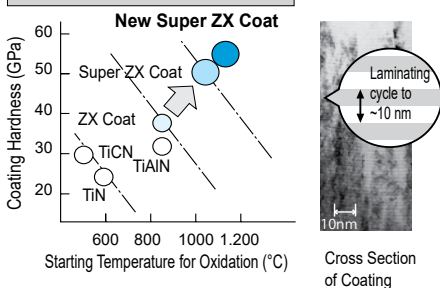 New Super ZX Coat
Coating Hardness (GPa)
60
50
40
30
20
Super ZX Coat
ZX Coat
TiCN
TiAlN
TiN
600 800 1000 1.200
Starting Temperature for Oxidation (°C)
Laminating
cycle to
~10 nm
10nm
Cross Section
of Coating